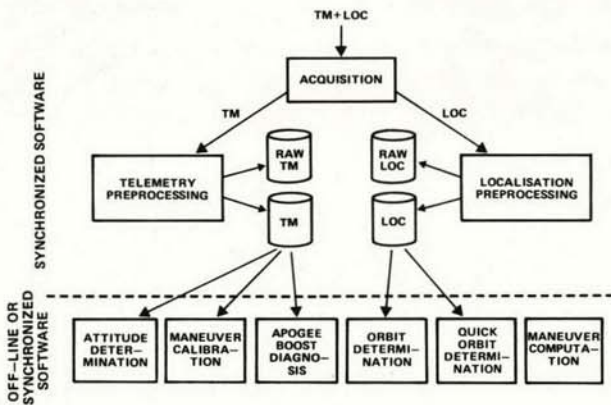 TM+LOC
ACQUISITION
TM
LOC
RAW
TM
RAW
LOC
TELEMETRY
PREPROCESSING
LOCALISATION
PREPROCESSING
TM
LOC
SYNCHRONIZED SOFTWARE
OFF-LINE OR
SYNCHRONIZED
SOFTWARE
ATTITUDE
DETER-
MINATION
MANEUVER
CALIBRA-
TION
APOGEE
BOOST
DIAGNO-
SIS
ORBIT
DETERMI-
NATION
QUICK
ORBIT
DETERMI-
NATION
MANEUVER
COMPUTA-
TION